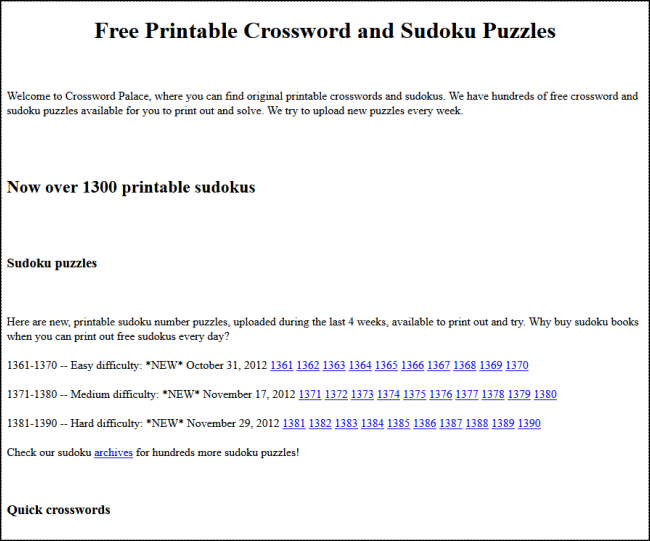 Free Printable Crossword and Sudoku Puzzles
Welcome to Crossword Palace, where you can find original printable crosswords and sudokus. We have hundreds of free crossword and
sudoku puzzles available for you to print out and solve. We try to upload new puzzles every week.
Now over 1300 printable sudokus
Sudoku puzzles
Here are new, printable sudoku number puzzles, uploaded during the last 4 weeks, available to print out and try. Why buy sudoku books
when you can print out free sudokus every day?
1361-1370 -- Easy difficulty: *NEW* October 31, 2012 1361 1362 1363 1364 1365 1366 1367 1368 1369 1370
1371-1380 -- Medium difficulty: *NEW* November 17, 2012 1371 1372 1373 1374 1375 1376 1377 1378 1379 1380
1381-1390 -- Hard difficulty: *NEW* November 29, 2012 1381 1382 1383 1384 1385 1386 1387 1388 1389 1390
Check our sudoku archives for hundreds more sudoku puzzles!
Quick crosswords